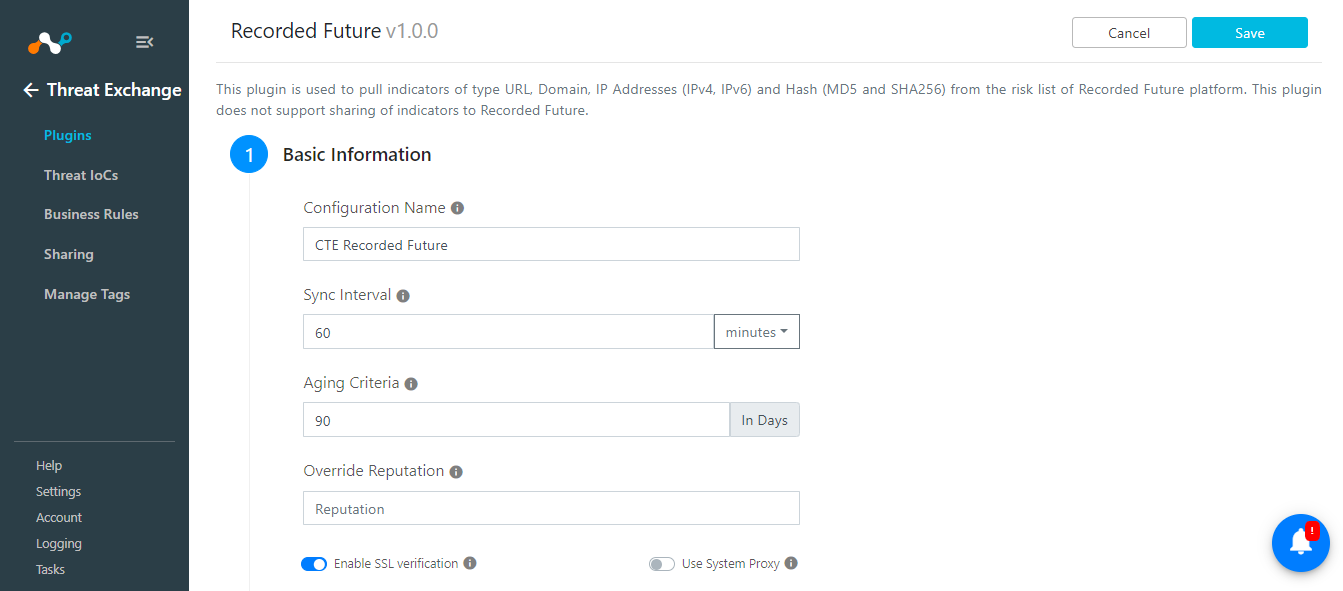 Threat Exchange
Plugins
Threat IoCs
Business Rules
Sharing
Manage Tags
Help
Settings
Account
Logging
Tasks
Recorded Future v1.0.0
Cancel
Save
This plugin is used to pull indicators of type URL, Domain, IP Addresses (IPv4, IPv6) and Hash (MD5 and SHA256) from the risk list of Recorded Future platform. This plugin
does not support sharing of indicators to Recorded Future.
1 Basic Information
Configuration Name
CTE Recorded Future
Sync Interval
60 minutes
Aging Criteria
90 In Days
Override Reputation
Reputation
Enable SSL verification Use System Proxy
!